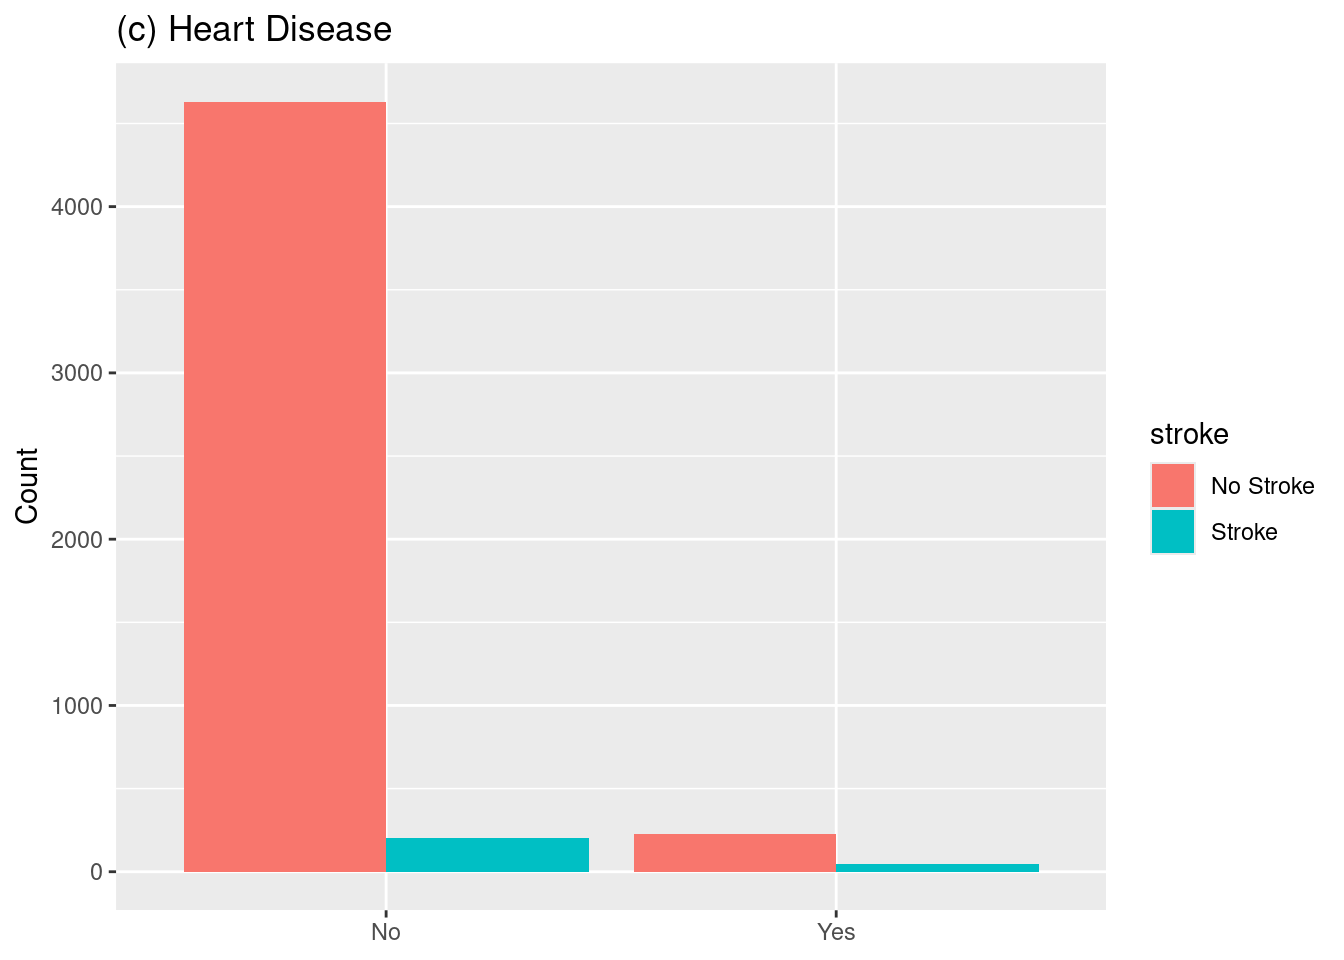 (c) Heart Disease
Count
4000
3000
2000
1000
0
No
Yes
stroke
No Stroke
Stroke